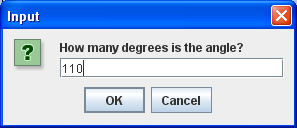 Input
?
How many degrees is the angle?
110
OK Cancel